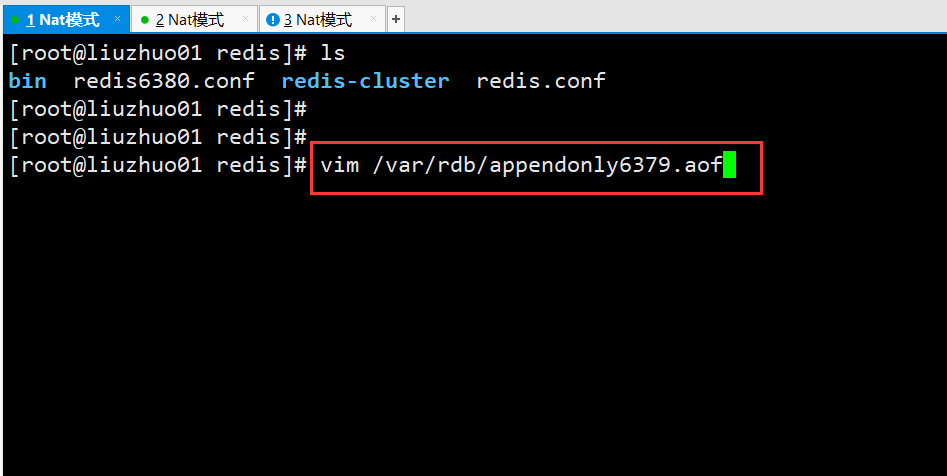 1 Nat模式 × 2 Nat模式 × 3 Nat模式 × +
[root@liuzhuo01 redis]# ls
bin  redis6380.conf  redis-cluster  redis.conf
[root@liuzhuo01 redis]#
[root@liuzhuo01 redis]#
[root@liuzhuo01 redis]# vim /var/rdb/appendonly6379.aof